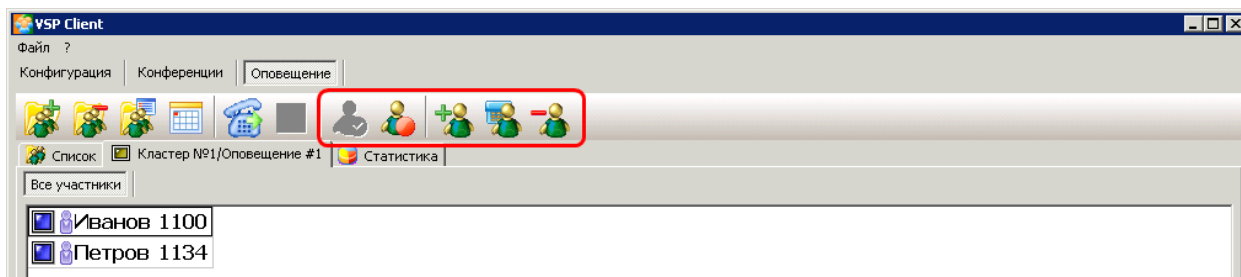 VSP Client
Файл ?
Конфигурация Конференции Оповещение
Список Кластер №1/Оповещение #1 Статистика
Все участники
Иванов 1100
Петров 1134